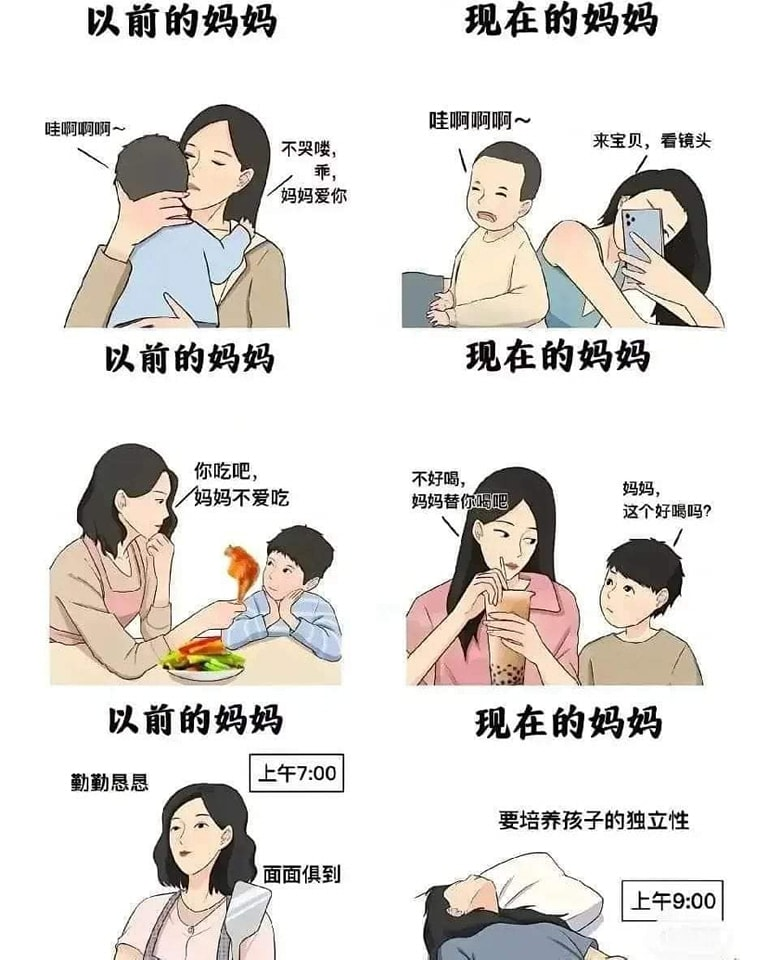 以前的妈妈
现在的妈妈
哇啊啊啊～
不哭喽，
乖，
妈妈爱你
哇啊啊啊～
来宝贝，看镜头
以前的妈妈
现在的妈妈
你吃吧，
妈妈不爱吃
不好喝，
妈妈替你喝吧
妈妈，
这个好喝吗？
以前的妈妈
现在的妈妈
上午7:00
勤勤恳恳
面面俱到
要培养孩子的独立性
上午9:00